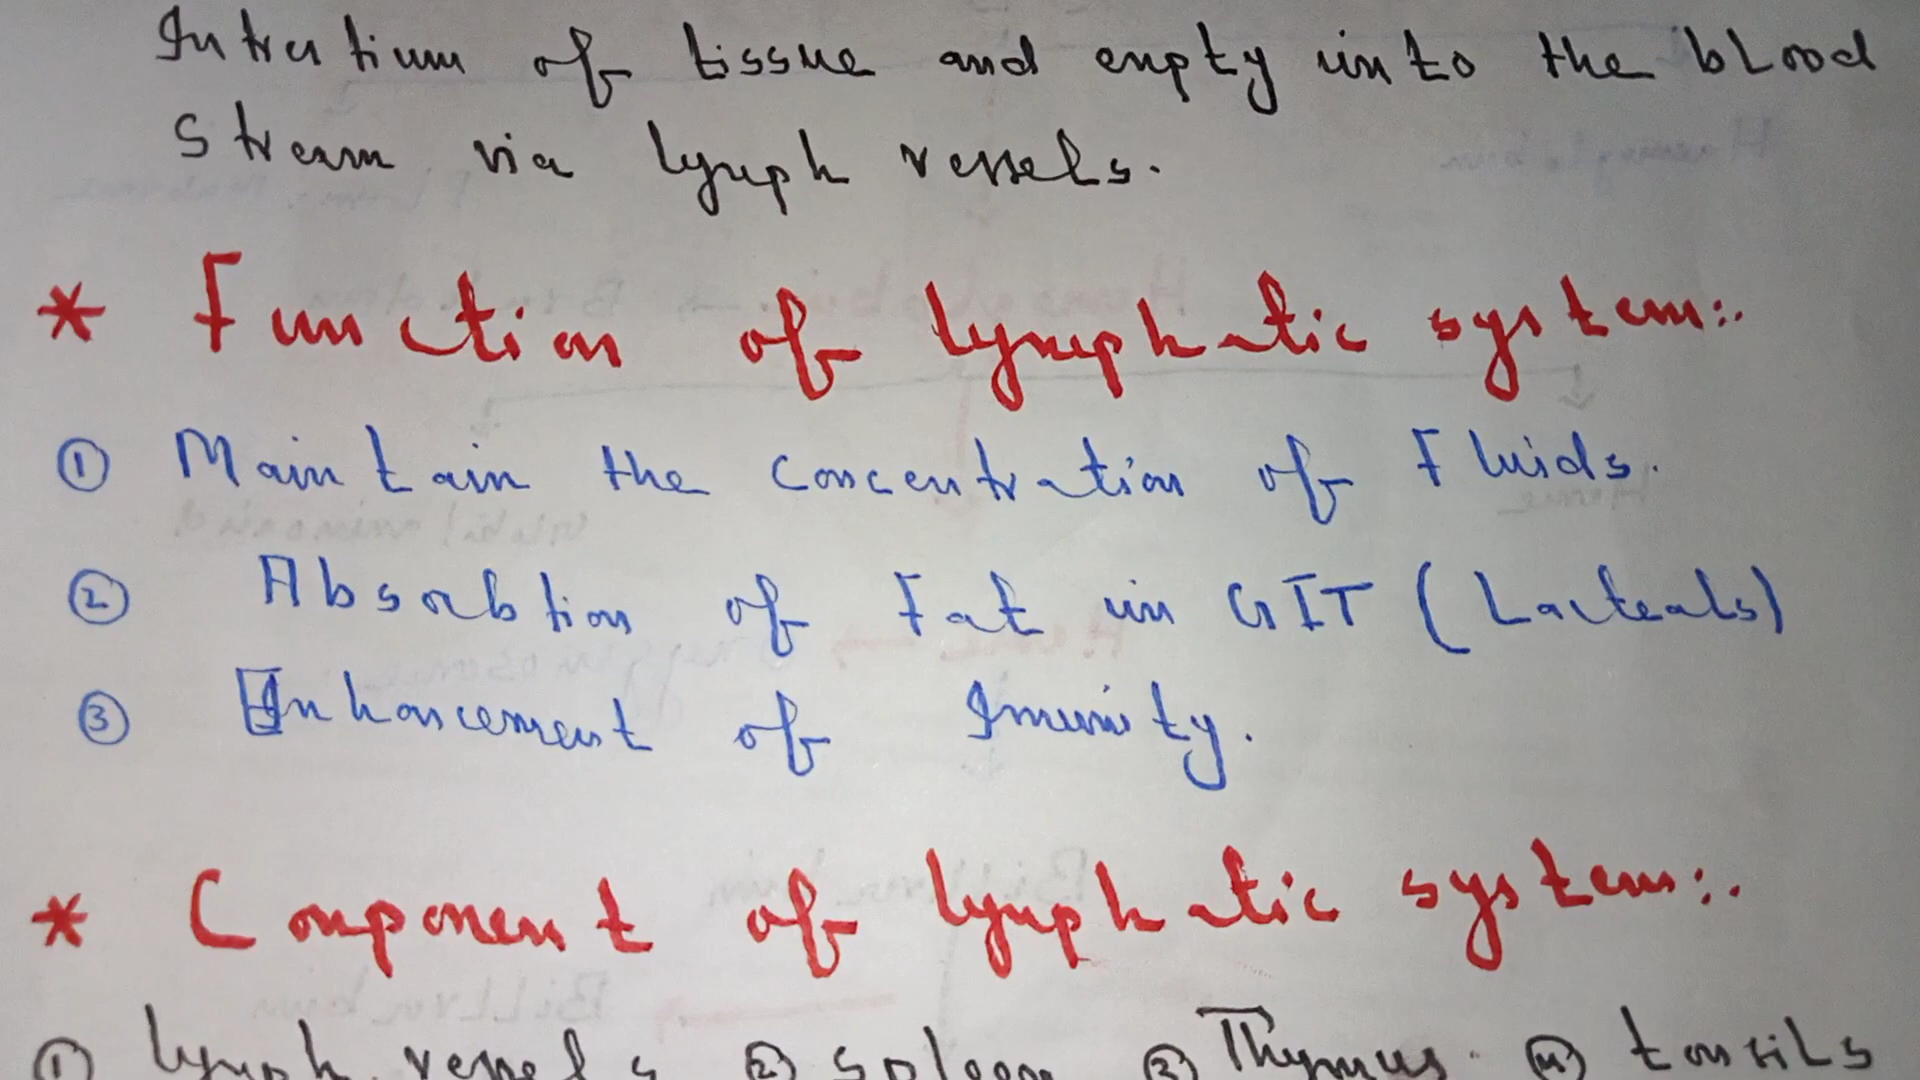 Intrutium of tissue and empty into the blood
stream via lymph vessels.
* Function of lymphatic system:.
① Maintain the concentration of Fluids.
② Absorbtion of Fat in GIT (Lacteals)
③ Enhancement of Imunity.
* Component of lymphatic system:.
① lymph vessels ② spleen ③ Thymus. ④ tonsils